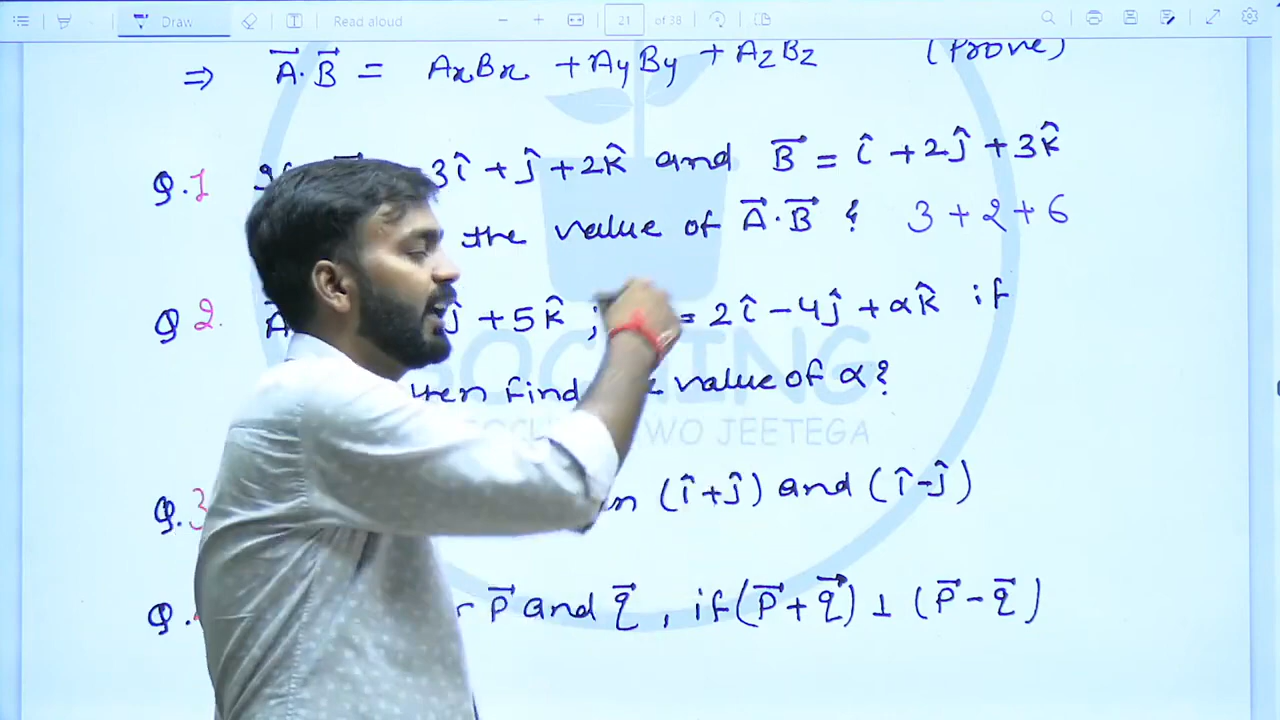 Draw Read aloud 21 of 38
⇒ A⃗·B⃗ = AxBx + AyBy + AzBz (Prove)
Q.1 3î + ĵ + 2k̂ and B⃗ = î + 2ĵ + 3k̂
the value of A⃗·B⃗ ? 3 + 2 + 6
Q 2. ĵ + 5k̂ ; = 2î - 4ĵ + αk̂ if
find value of α?
WO JEETEGA
Q.3 (î+ĵ) and (î-ĵ)
Q. P⃗ and q⃗ , if (P⃗ + q⃗) ⊥ (P⃗ - q⃗)